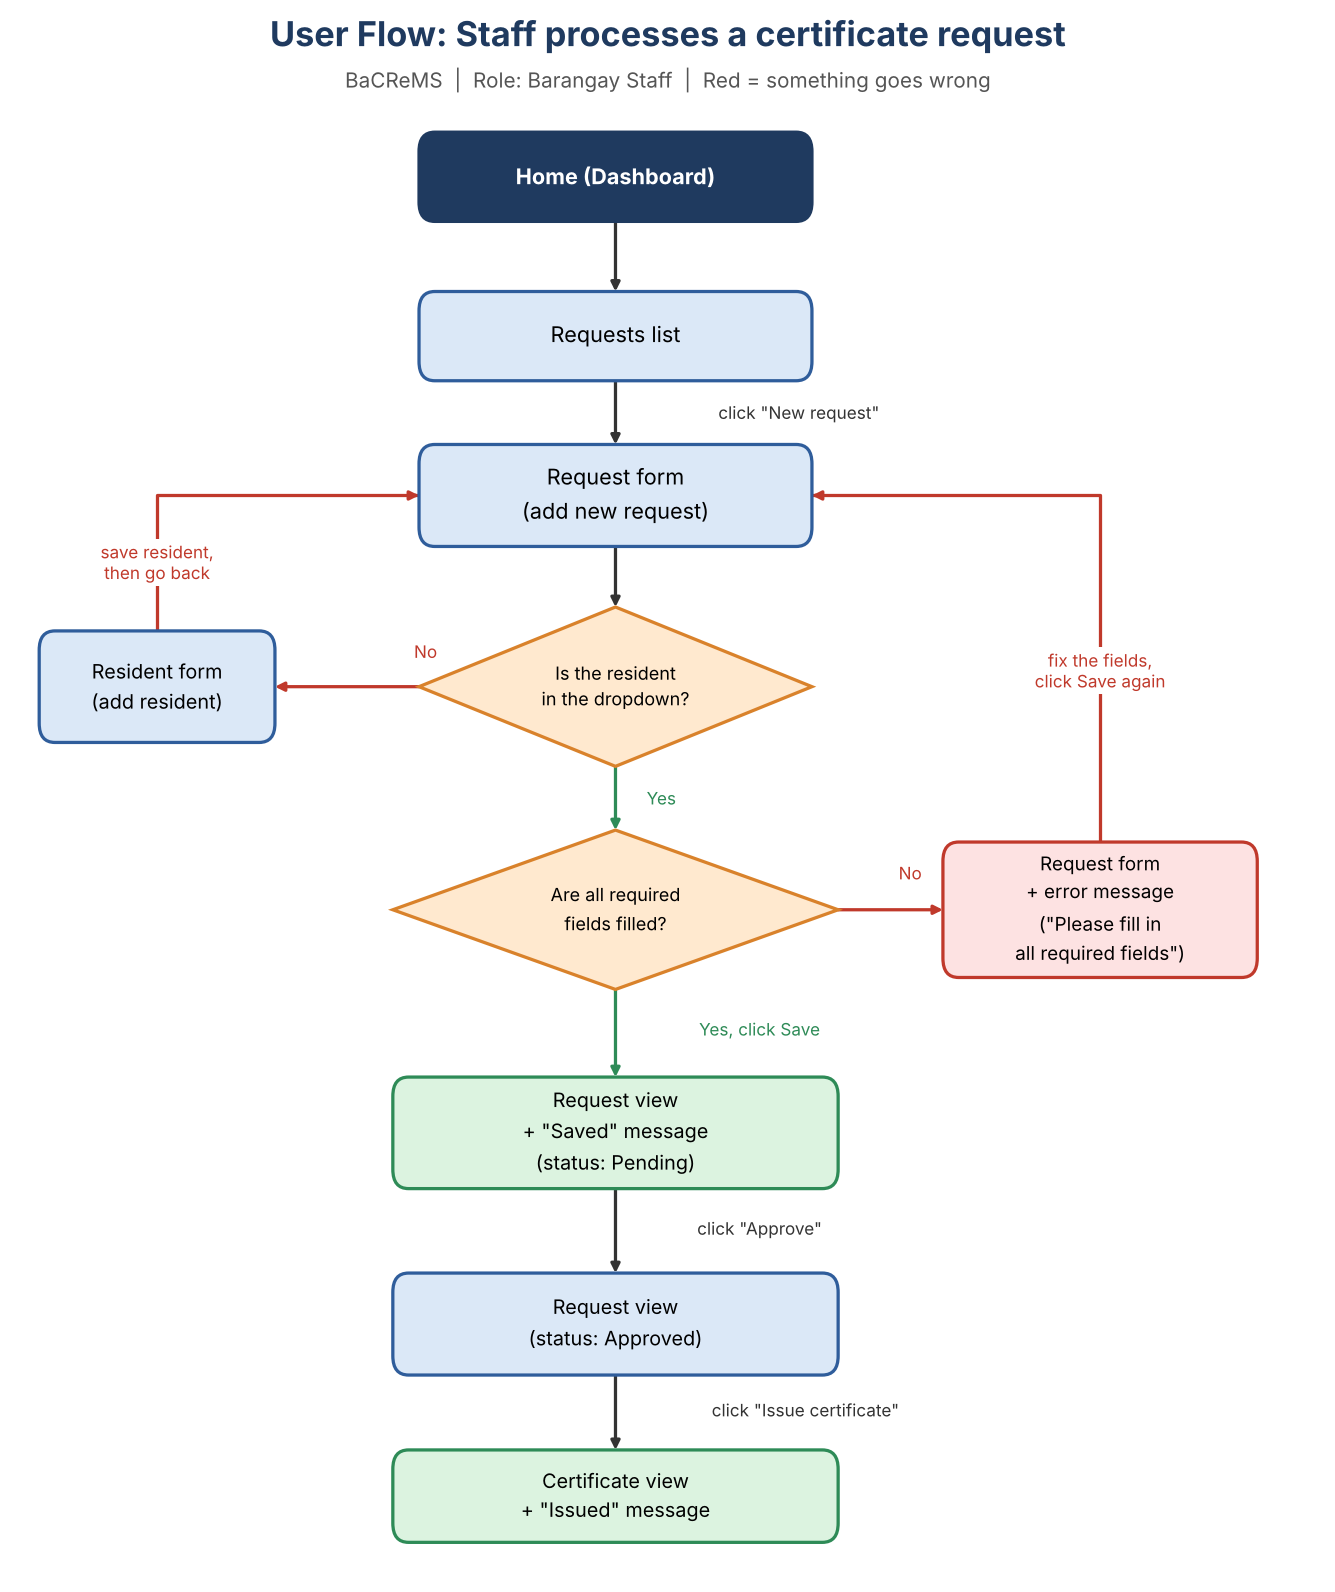 User Flow: Staff processes a certificate request
BaCReMS | Role: Barangay Staff | Red = something goes wrong
Home (Dashboard)
Requests list
click "New request"
Request form
(add new request)
save resident,
then go back
Resident form
(add resident)
No
Is the resident
in the dropdown?
fix the fields,
click Save again
Yes
Are all required
fields filled?
No
Request form
+ error message
("Please fill in
all required fields")
Yes, click Save
Request view
+ "Saved" message
(status: Pending)
click "Approve"
Request view
(status: Approved)
click "Issue certificate"
Certificate view
+ "Issued" message